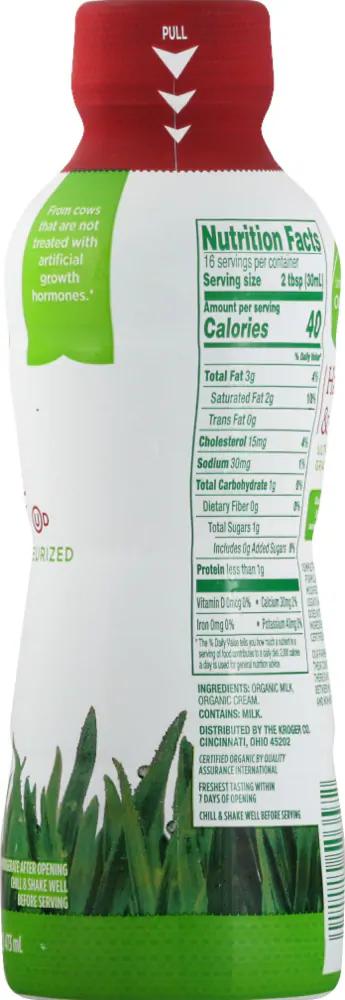 PULL
From cows
that are not
treated with
artificial
growth
hormones.*
Nutrition Facts
16 servings per container
Serving size 2 tbsp (30mL)
Amount per serving
Calories 40
% Daily Value*
Total Fat 3g 4%
Saturated Fat 2g 10%
Trans Fat 0g
Cholesterol 15mg 4%
Sodium 30mg 1%
Total Carbohydrate 1g 0%
Dietary Fiber 0g 0%
Total Sugars 1g
Includes 0g Added Sugars 0%
Protein less than 1g
Vitamin D 0mcg 0% • Calcium 30mg 2%
Iron 0mg 0% • Potassium 40mg 0%
* The % Daily Value tells you how much a nutrient in a
serving of food contributes to a daily diet. 2,000 calories
a day is used for general nutrition advice.
INGREDIENTS: ORGANIC MILK,
ORGANIC CREAM.
CONTAINS: MILK.
DISTRIBUTED BY THE KROGER CO.
CINCINNATI, OHIO 45202
CERTIFIED ORGANIC BY QUALITY
ASSURANCE INTERNATIONAL
FRESHEST TASTING WITHIN
7 DAYS OF OPENING
CHILL & SHAKE WELL BEFORE SERVING
U D
URIZED
AFTER OPENING
CHILL & SHAKE WELL
BEFORE SERVING
473 mL